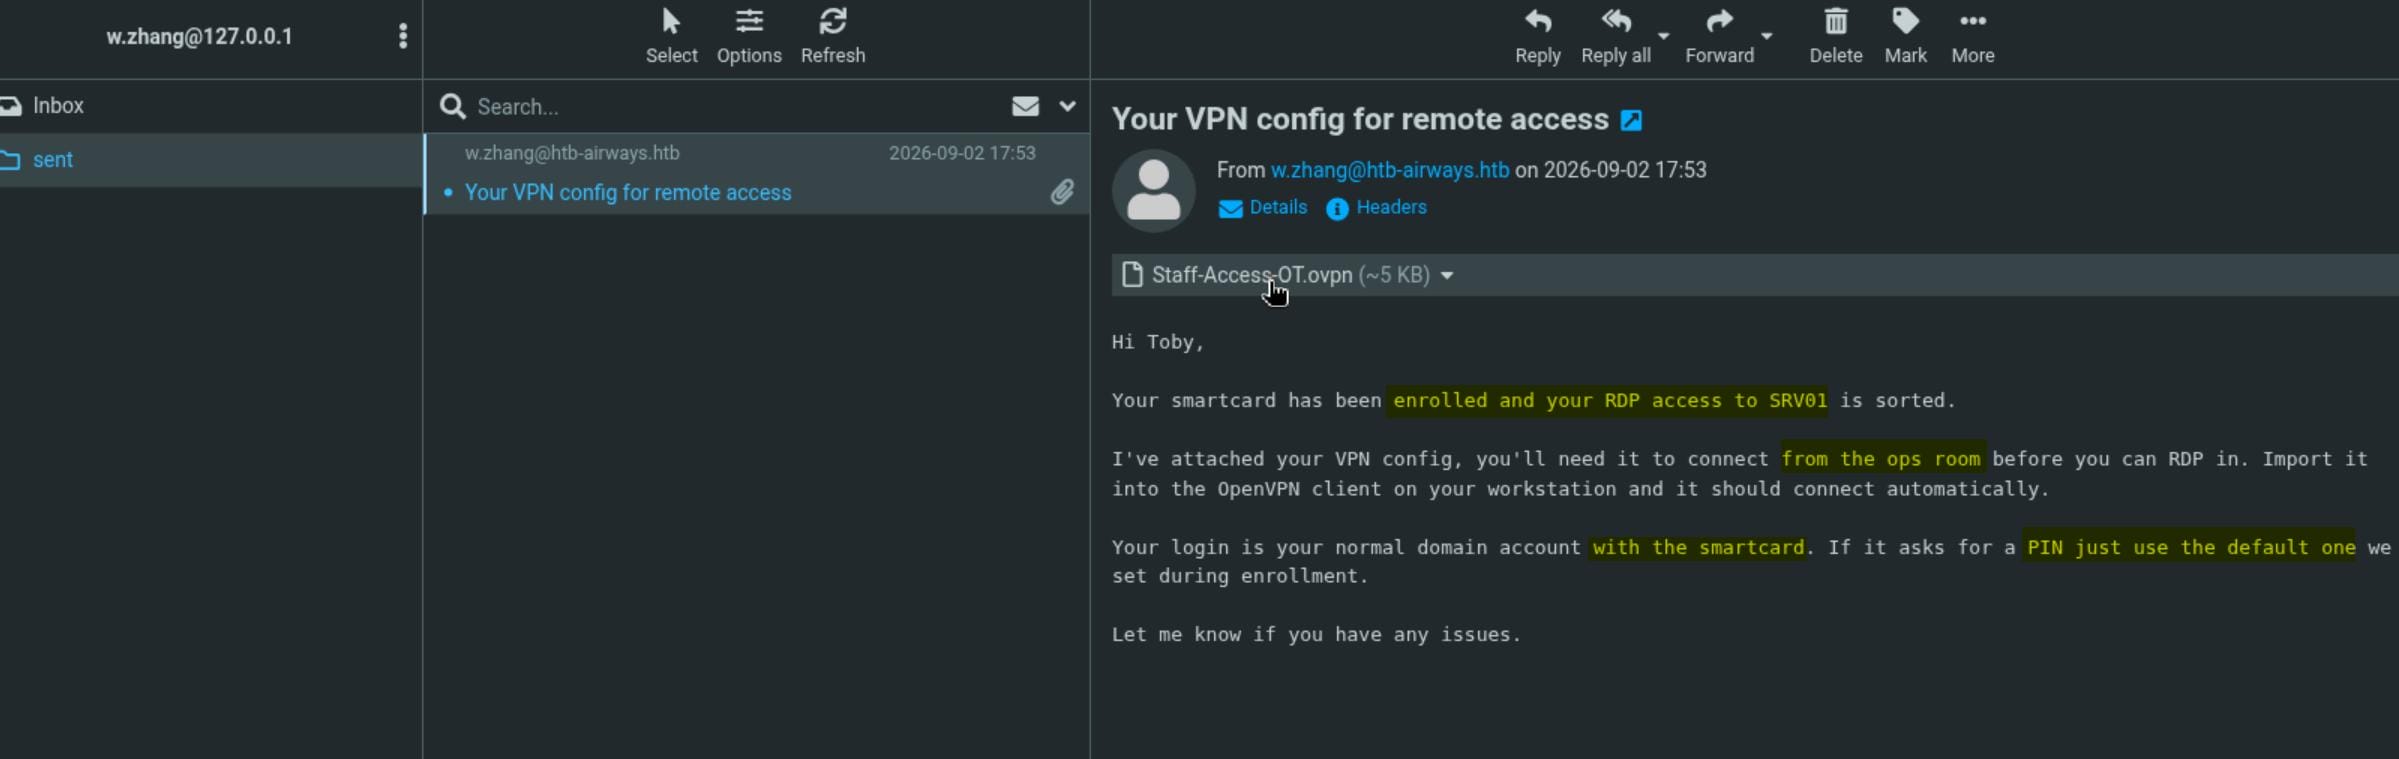 w.zhang@127.0.0.1
Select
Options
Refresh
Reply
Reply all
Forward
Delete
Mark
More
Inbox
sent
Search...
w.zhang@htb-airways.htb 2026-09-02 17:53
Your VPN config for remote access
Your VPN config for remote access
From w.zhang@htb-airways.htb on 2026-09-02 17:53
Details Headers
Staff-Access-OT.ovpn (~5 KB)
Hi Toby,
Your smartcard has been enrolled and your RDP access to SRV01 is sorted.
I've attached your VPN config, you'll need it to connect from the ops room before you can RDP in. Import it
into the OpenVPN client on your workstation and it should connect automatically.
Your login is your normal domain account with the smartcard. If it asks for a PIN just use the default one we
set during enrollment.
Let me know if you have any issues.